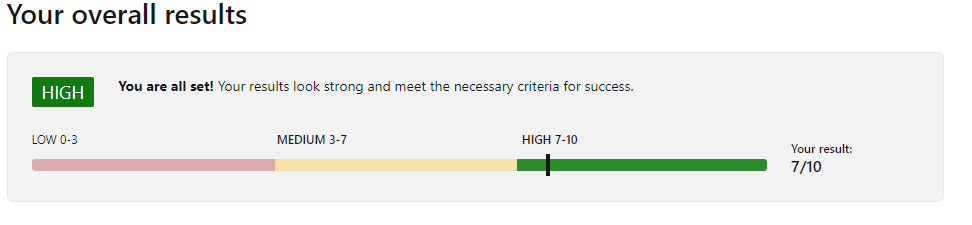 Your overall results
HIGH
You are all set! Your results look strong and meet the necessary criteria for success.
LOW 0-3
MEDIUM 3-7
HIGH 7-10
Your result:
7/10